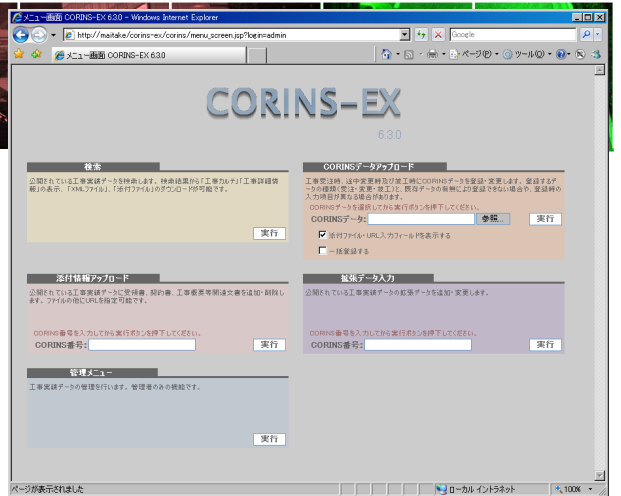 メニュー画面 CORINS-EX 6.3.0 - Windows Internet Explorer
http://maitake/corins-ex/corins/menu_screen.jsp?login=admin
Google
メニュー画面 CORINS-EX 6.3.0
ページ(P)
ツール(O)
CORINS-EX
6.3.0
検索
公開されている工事実績データを検索します。検索結果から「工事カルテ」「工事詳細情
報」の表示、「XMLファイル」、「添付ファイル」のダウンロードが可能です。
実行
CORINSデータアップロード
工事受注時、途中変更時及び竣工時にCORINSデータを登録・変更します。登録するデ
ータの種類(受注・変更・竣工)と、既存データの有無により登録できない場合や、登録時の
入力項目が異なる場合があります。
CORINSデータを選択してから実行ボタンを押下してください。
CORINSデータ:
参照...
実行
添付ファイル・URL入力フィールドを表示する
一括登録する
添付情報アップロード
公開されている工事実績データに受領書、契約書、工事概要等関連文書を追加・削除し
ます。ファイルの他にURLを指定可能です。
CORINS番号を入力してから実行ボタンを押下してください。
CORINS番号:
実行
拡張データ入力
公開されている工事実績データの拡張データを追加・変更します。
CORINS番号を入力してから実行ボタンを押下してください。
CORINS番号:
実行
管理メニュー
工事実績データの管理を行います。管理者のみの機能です。
実行
ページが表示されました
ローカル イントラネット
100%